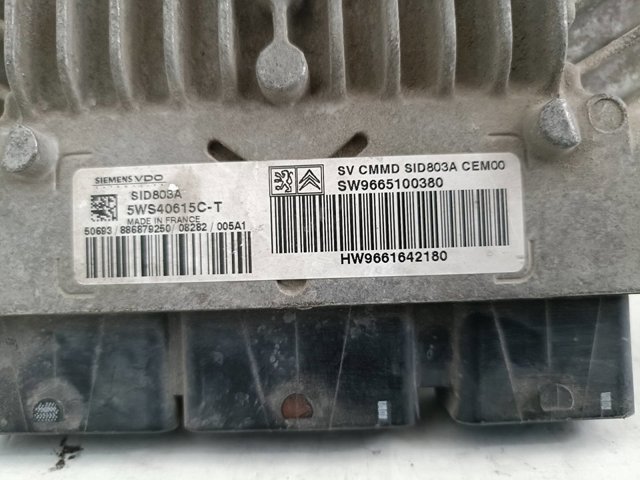 SIEMENS VDO
SID803A
5WS40615C-T
MADE IN FRANCE
50693/886879250/08282/005A1
SV CMMD SID803A CEM00
SW9665100380
HW9661642180